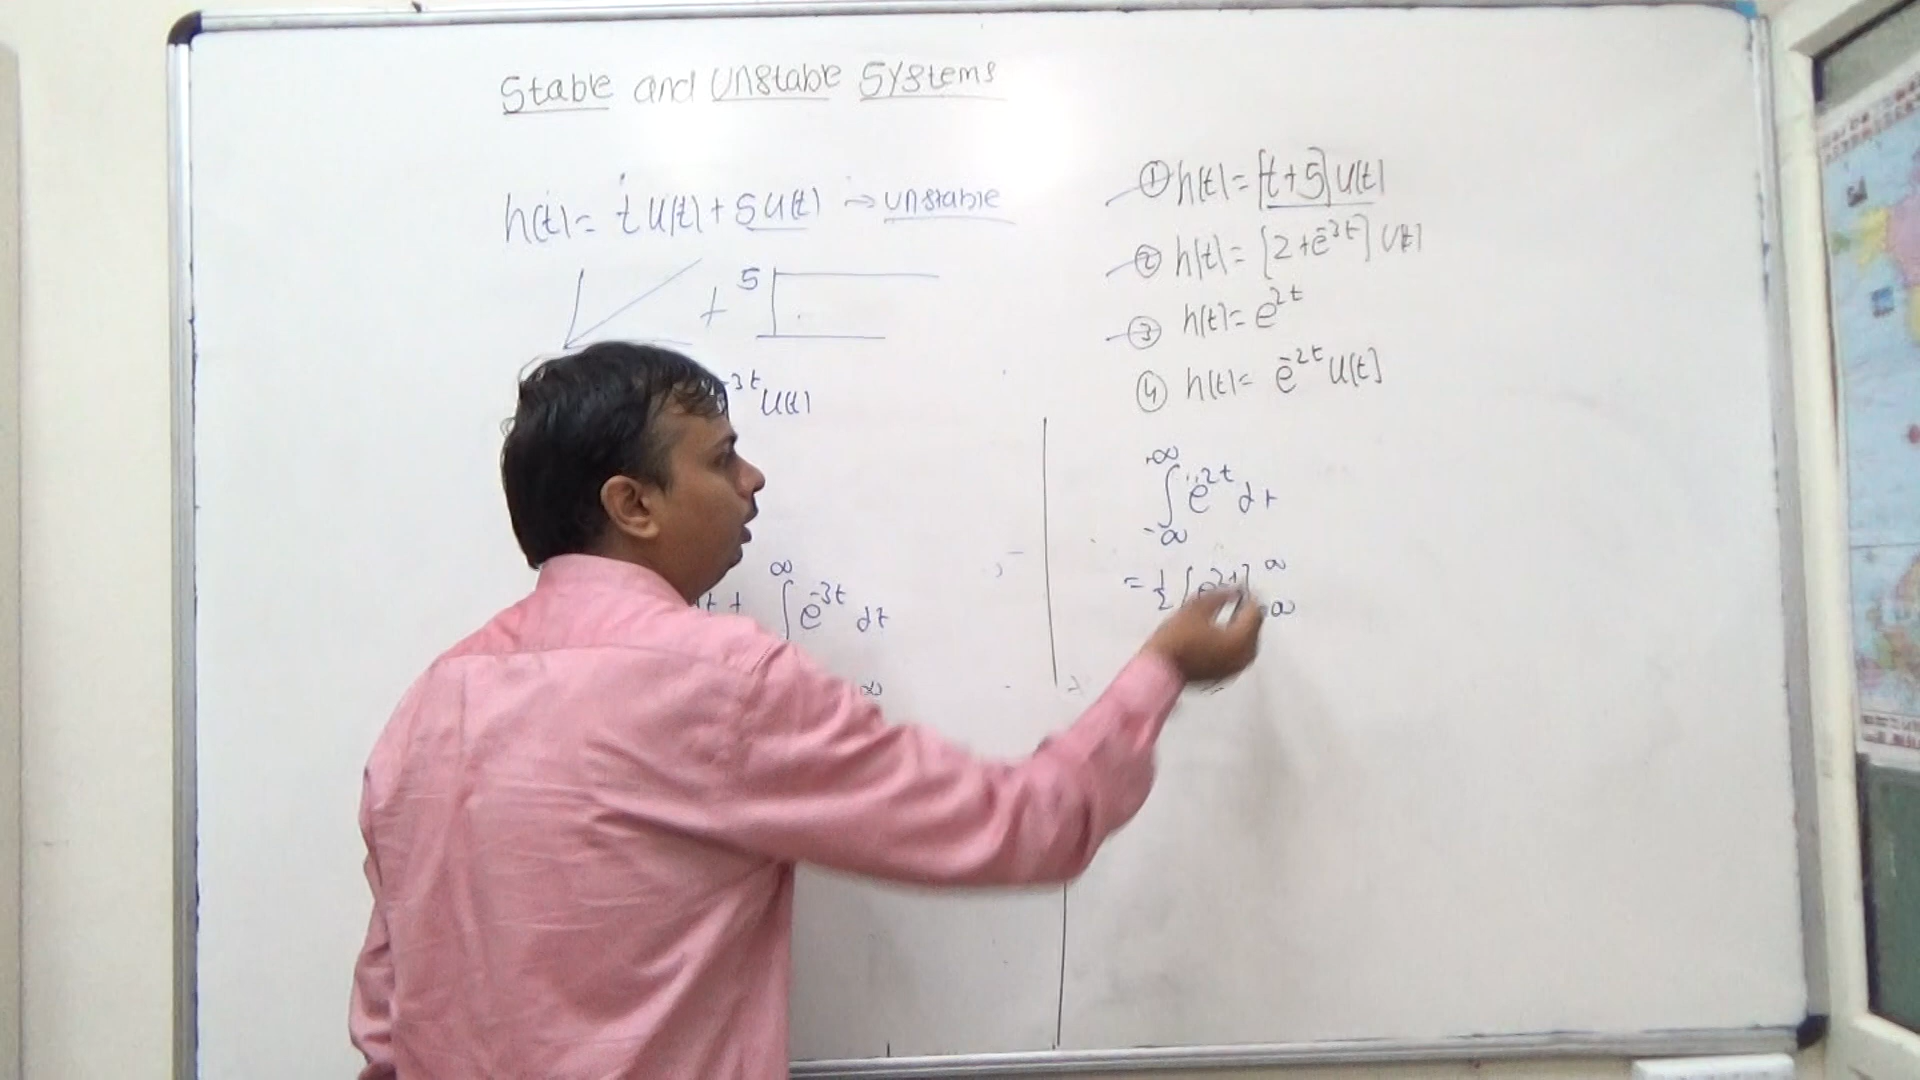 Stable and Unstable Systems
h(t)= t u(t)+5 u(t) → unstable
+ 5
-3t u(t)
∞
∫ e^-3t dt
∞
① h(t)= [t+5] u(t)
② h(t)= [2+e^-3t] u(t)
③ h(t)= e^2t
④ h(t)= e^-2t u(t)
+∞
∫ e^2t dt
-∞
= 1/2 [e^2t] ∞
-∞